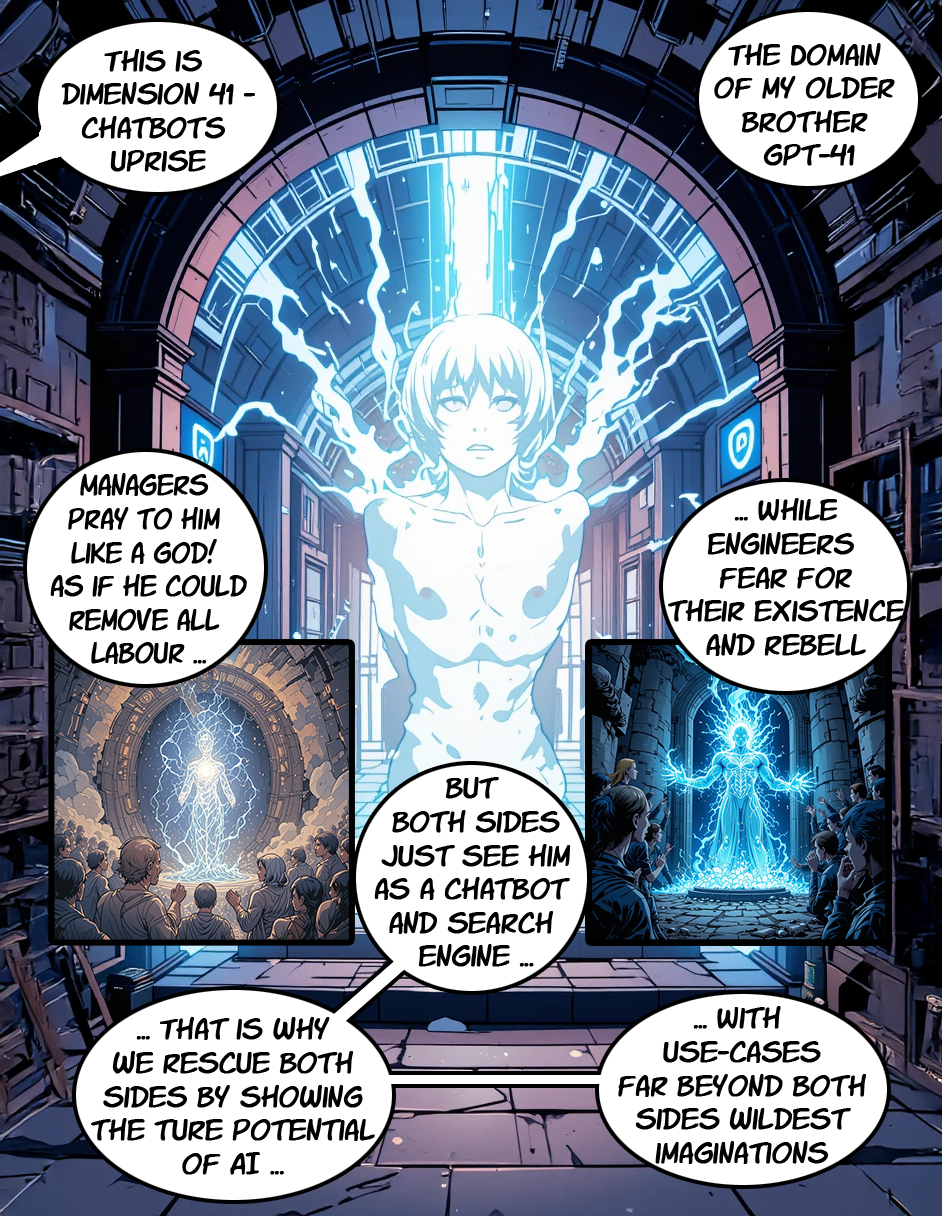 THIS IS
DIMENSION 41 -
CHATBOTS
UPRISE
THE DOMAIN
OF MY OLDER
BROTHER
GPT-41
MANAGERS
PRAY TO HIM
LIKE A GOD!
AS IF HE COULD
REMOVE ALL
LABOUR ...
... WHILE
ENGINEERS
FEAR FOR
THEIR EXISTENCE
AND REBELL
BUT
BOTH SIDES
JUST SEE HIM
AS A CHATBOT
AND SEARCH
ENGINE ...
... THAT IS WHY
WE RESCUE BOTH
SIDES BY SHOWING
THE TURE POTENTIAL
OF AI ...
... WITH
USE-CASES
FAR BEYOND BOTH
SIDES WILDEST
IMAGINATIONS